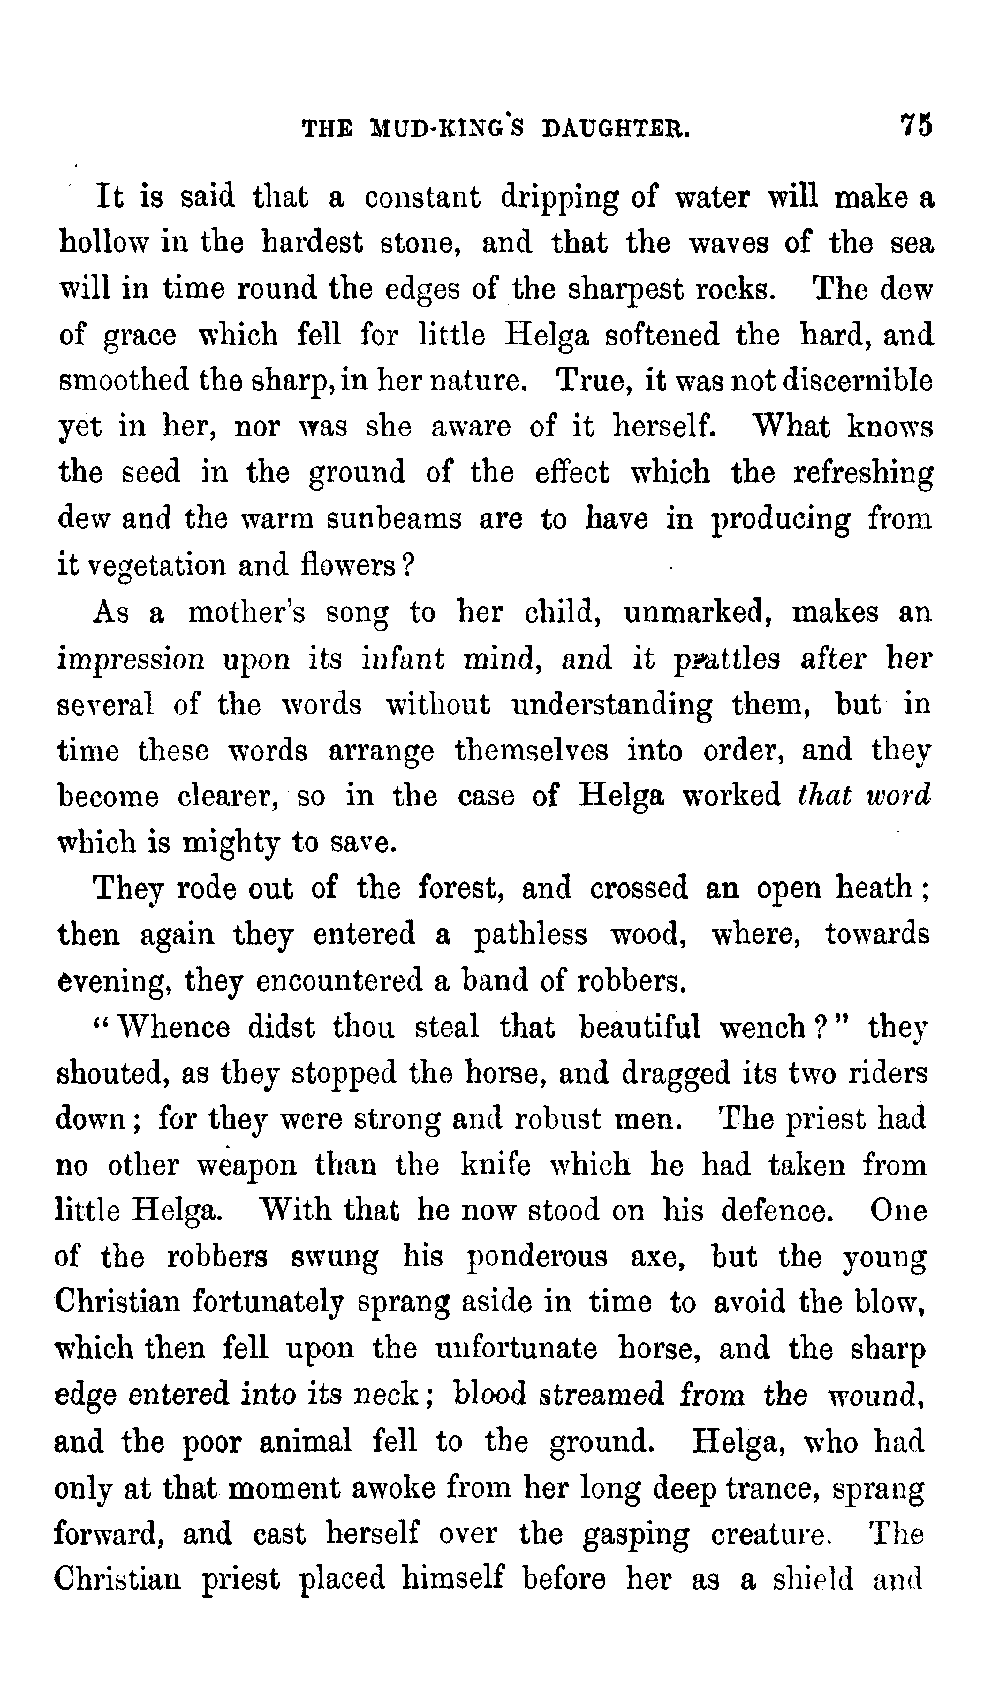 THE MUD-KING'S DAUGHTER. 75
It is said that a constant dripping of water will make a
hollow in the hardest stone, and that the waves of the sea
will in time round the edges of the sharpest rocks. The dew
of grace which fell for little Helga softened the hard, and
smoothed the sharp, in her nature. True, it was not discernible
yet in her, nor was she aware of it herself. What knows
the seed in the ground of the effect which the refreshing
dew and the warm sunbeams are to have in producing from
it vegetation and flowers?
As a mother's song to her child, unmarked, makes an
impression upon its infant mind, and it prattles after her
several of the words without understanding them, but in
time these words arrange themselves into order, and they
become clearer, so in the case of Helga worked that word
which is mighty to save.
They rode out of the forest, and crossed an open heath;
then again they entered a pathless wood, where, towards
evening, they encountered a band of robbers.
"Whence didst thou steal that beautiful wench?" they
shouted, as they stopped the horse, and dragged its two riders
down; for they were strong and robust men. The priest had
no other weapon than the knife which he had taken from
little Helga. With that he now stood on his defence. One
of the robbers swung his ponderous axe, but the young
Christian fortunately sprang aside in time to avoid the blow,
which then fell upon the unfortunate horse, and the sharp
edge entered into its neck; blood streamed from the wound,
and the poor animal fell to the ground. Helga, who had
only at that moment awoke from her long deep trance, sprang
forward, and cast herself over the gasping creature. The
Christian priest placed himself before her as a shield and